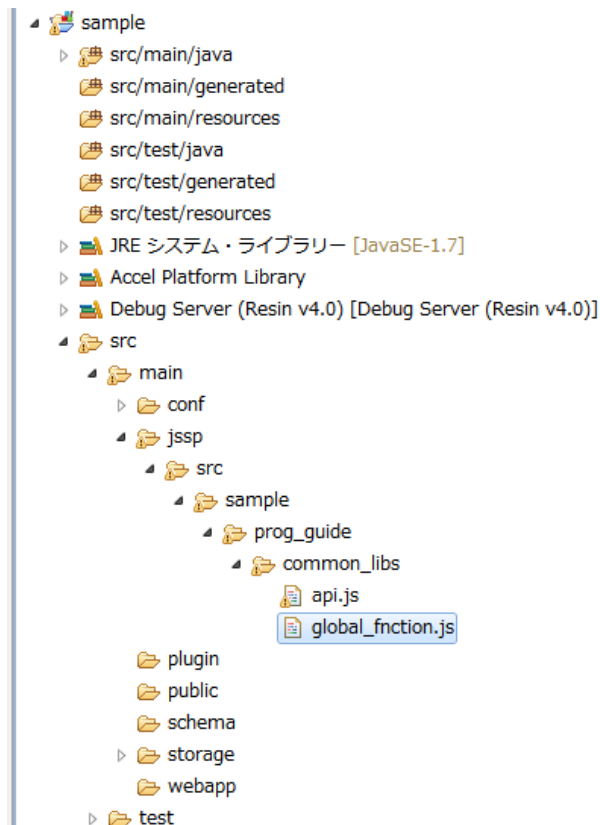 sample
src/main/java
src/main/generated
src/main/resources
src/test/java
src/test/generated
src/test/resources
JRE システム・ライブラリー [JavaSE-1.7]
Accel Platform Library
Debug Server (Resin v4.0) [Debug Server (Resin v4.0)]
src
main
conf
jssp
src
sample
prog_guide
common_libs
api.js
global_fnction.js
plugin
public
schema
storage
webapp
test